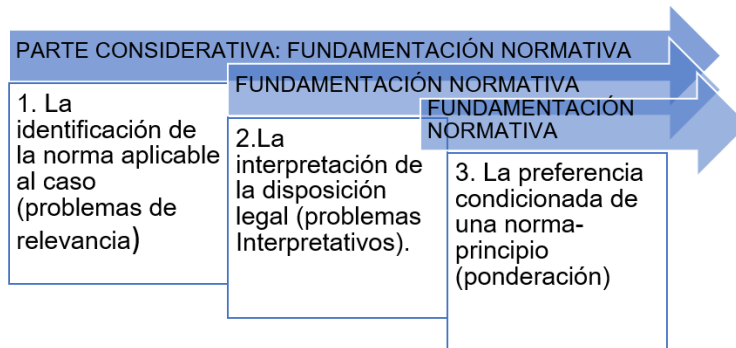 PARTE CONSIDERATIVA: FUNDAMENTACIÓN NORMATIVA
1. La
identificación de
la norma aplicable
al caso
(problemas de
relevancia)
FUNDAMENTACIÓN NORMATIVA
2.La
interpretación de
la disposición
legal (problemas
Interpretativos).
FUNDAMENTACIÓN
NORMATIVA
3. La preferencia
condicionada de
una norma-
principio
(ponderación)